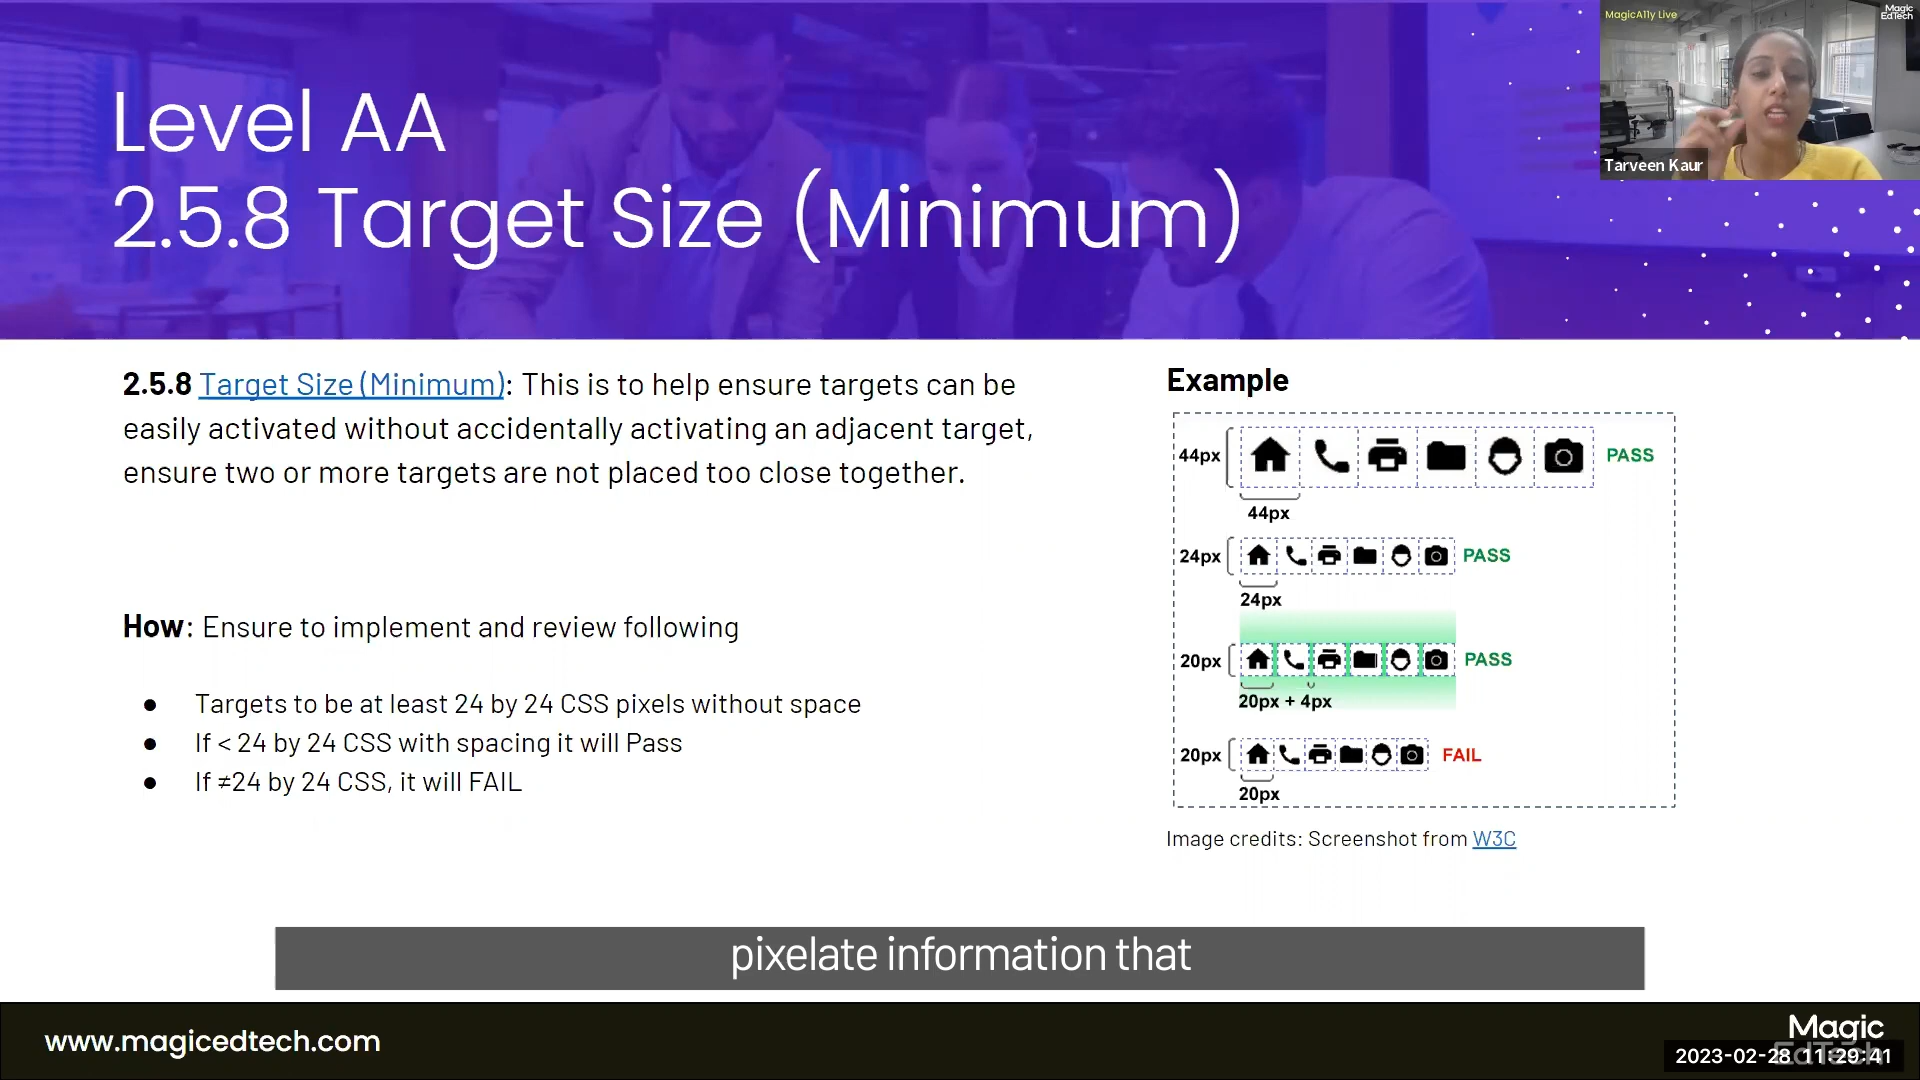 MagicA11y Live
Magic
EdTech
Tarveen Kaur
Level AA
2.5.8 Target Size (Minimum)
2.5.8 Target Size (Minimum): This is to help ensure targets can be
easily activated without accidentally activating an adjacent target,
ensure two or more targets are not placed too close together.
How: Ensure to implement and review following
● Targets to be at least 24 by 24 CSS pixels without space
● If < 24 by 24 CSS with spacing it will Pass
● If ≠24 by 24 CSS, it will FAIL
Example
44px PASS
44px
24px PASS
24px
20px PASS
20px + 4px
20px FAIL
20px
Image credits: Screenshot from W3C
pixelate information that
www.magicedtech.com
Magic
EdTech
2023-02-28 11:29:41